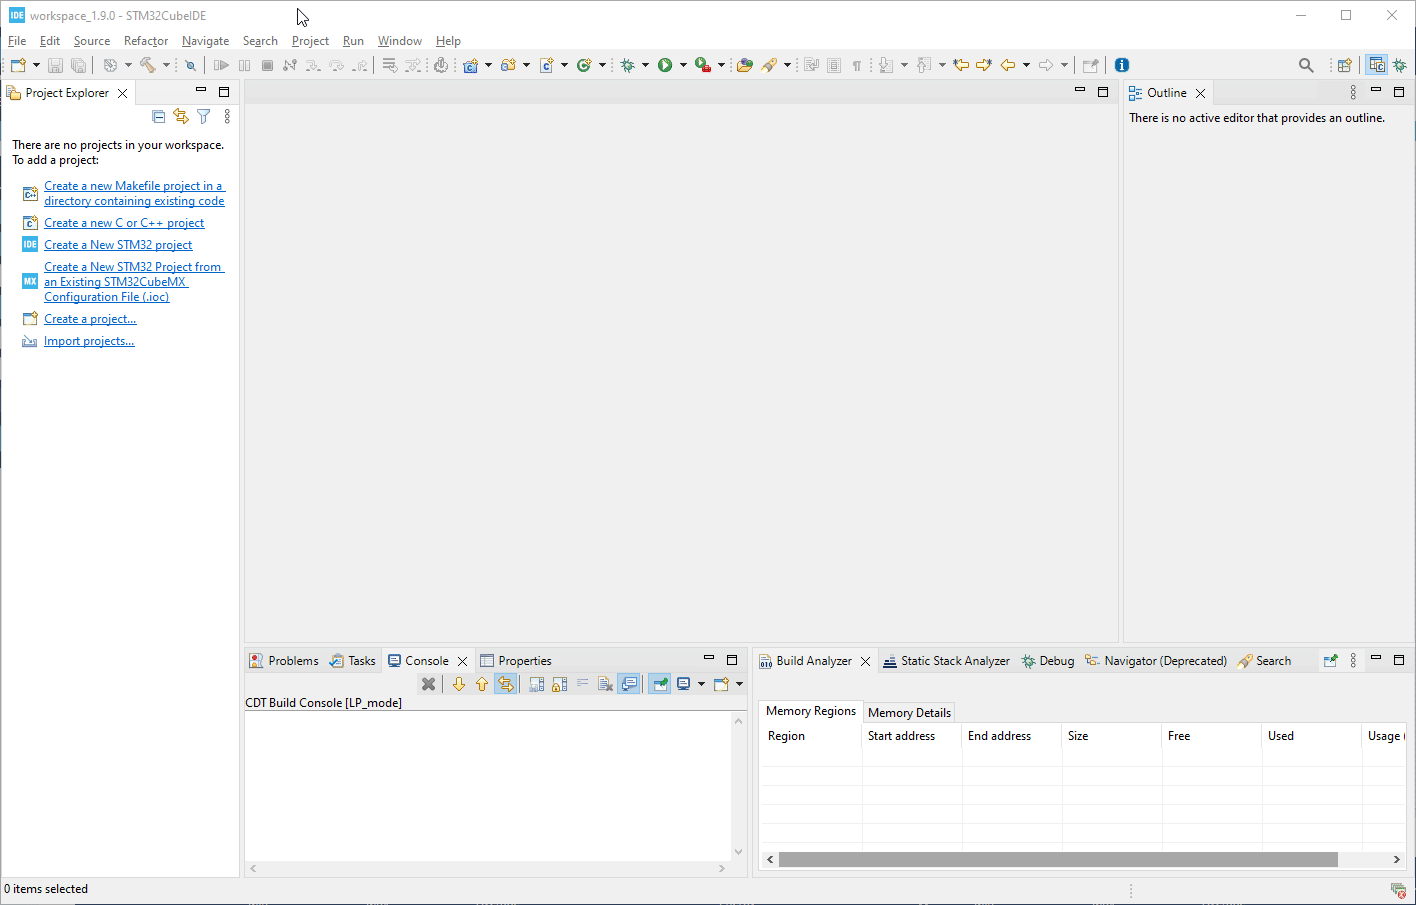 IDE workspace_1.9.0 - STM32CubeIDE
File Edit Source Refactor Navigate Search Project Run Window Help
Project Explorer
There are no projects in your workspace.
To add a project:
Create a new Makefile project in a
directory containing existing code
Create a new C or C++ project
IDE Create a New STM32 project
Create a New STM32 Project from
MX an Existing STM32CubeMX
Configuration File (.ioc)
Create a project...
Import projects...
Outline
There is no active editor that provides an outline.
Problems Tasks Console Properties
CDT Build Console [LP_mode]
Build Analyzer Static Stack Analyzer Debug Navigator (Deprecated) Search
Memory Regions Memory Details
Region Start address End address Size Free Used Usage (
0 items selected